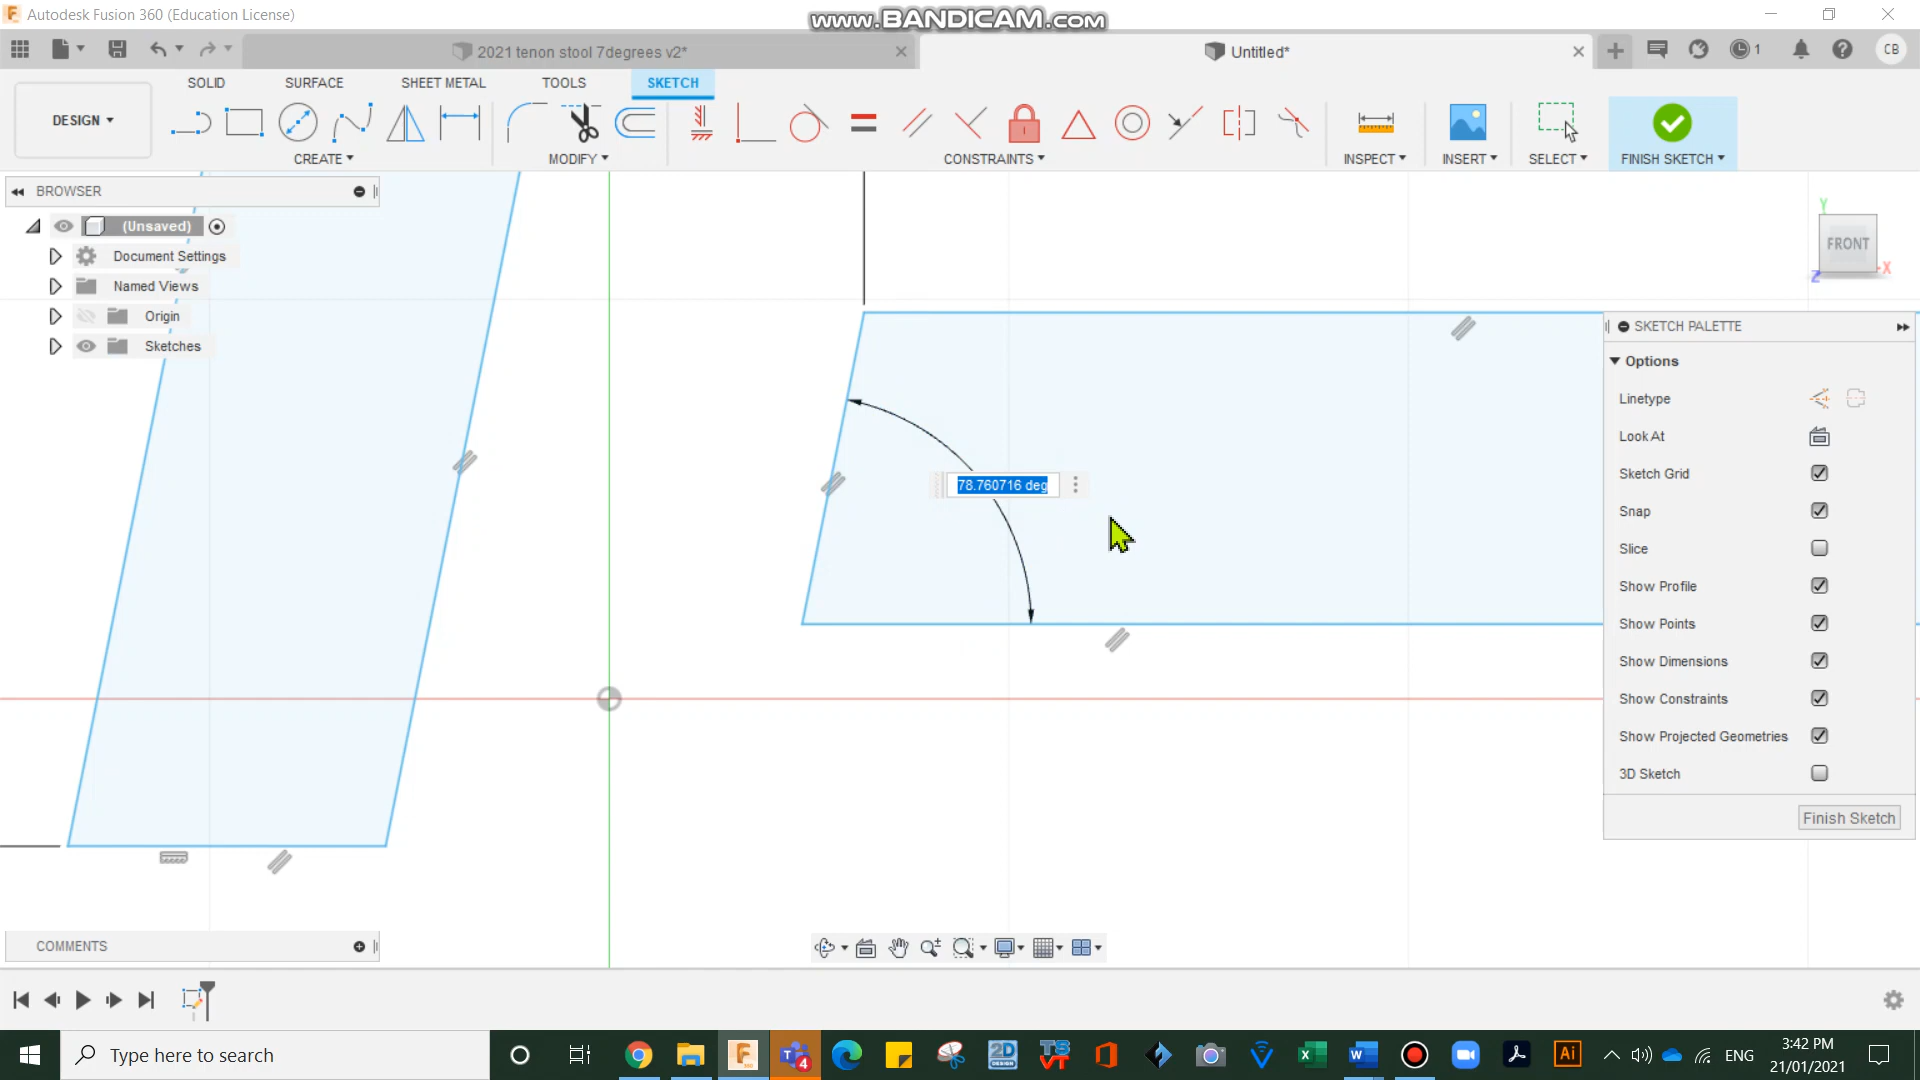 Autodesk Fusion 360 (Education License)
www.BANDICAM.com
2021 tenon stool 7degrees v2*
Untitled*
1
CB
SOLID
SURFACE
SHEET METAL
TOOLS
SKETCH
DESIGN
CREATE
MODIFY
CONSTRAINTS
INSPECT
INSERT
SELECT
FINISH SKETCH
BROWSER
(Unsaved)
Document Settings
Named Views
Origin
Sketches
Y
FRONT
X
Z
78.760716 deg
SKETCH PALETTE
Options
Linetype
Look At
Sketch Grid
Snap
Slice
Show Profile
Show Points
Show Dimensions
Show Constraints
Show Projected Geometries
3D Sketch
Finish Sketch
COMMENTS
Type here to search
ENG
3:42 PM
21/01/2021